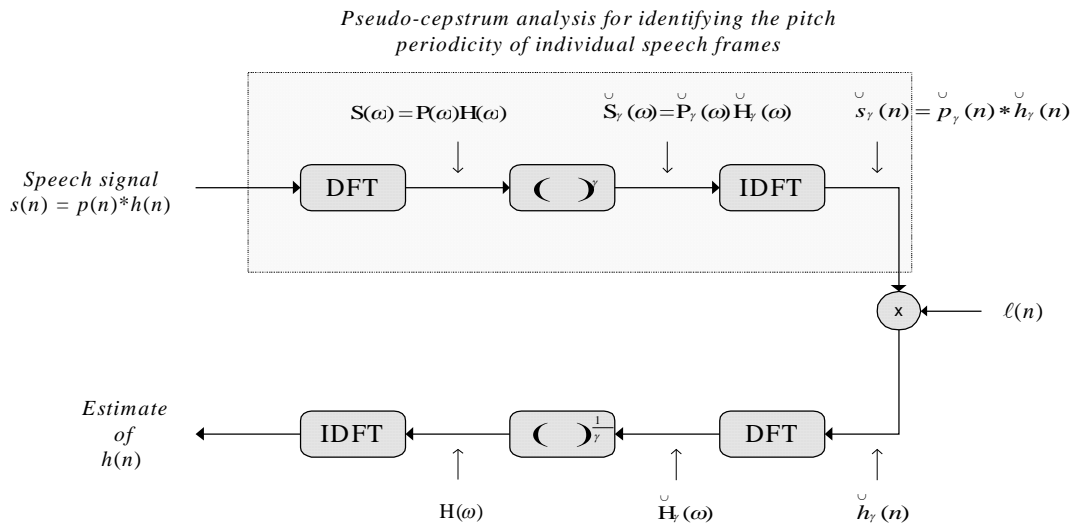 Pseudo-cepstrum analysis for identifying the pitch
periodicity of individual speech frames
S(ω)=P(ω)H(ω)
S̆γ(ω)=P̆γ(ω)H̆γ(ω)
s̆γ(n) = p̆γ(n)*h̆γ(n)
Speech signal
s(n) = p(n)*h(n)
DFT
( )^γ
IDFT
x
ℓ(n)
Estimate
of
h(n)
IDFT
( )^(1/γ)
DFT
H(ω)
H̆γ(ω)
h̆γ(n)